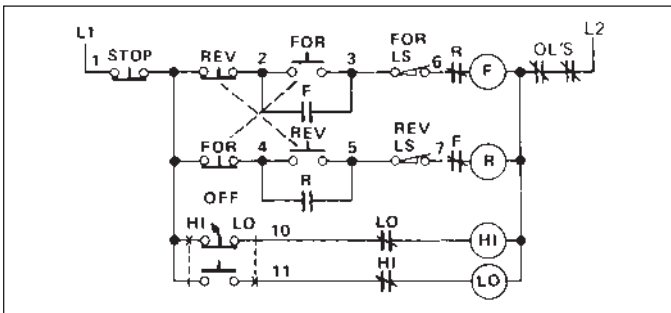 L1 L2
1 STOP REV 2 FOR 3 FOR LS 6 R F OL'S
F
FOR 4 REV 5 REV LS 7 F R
R
OFF
HI LO 10 LO HI
11 HI LO